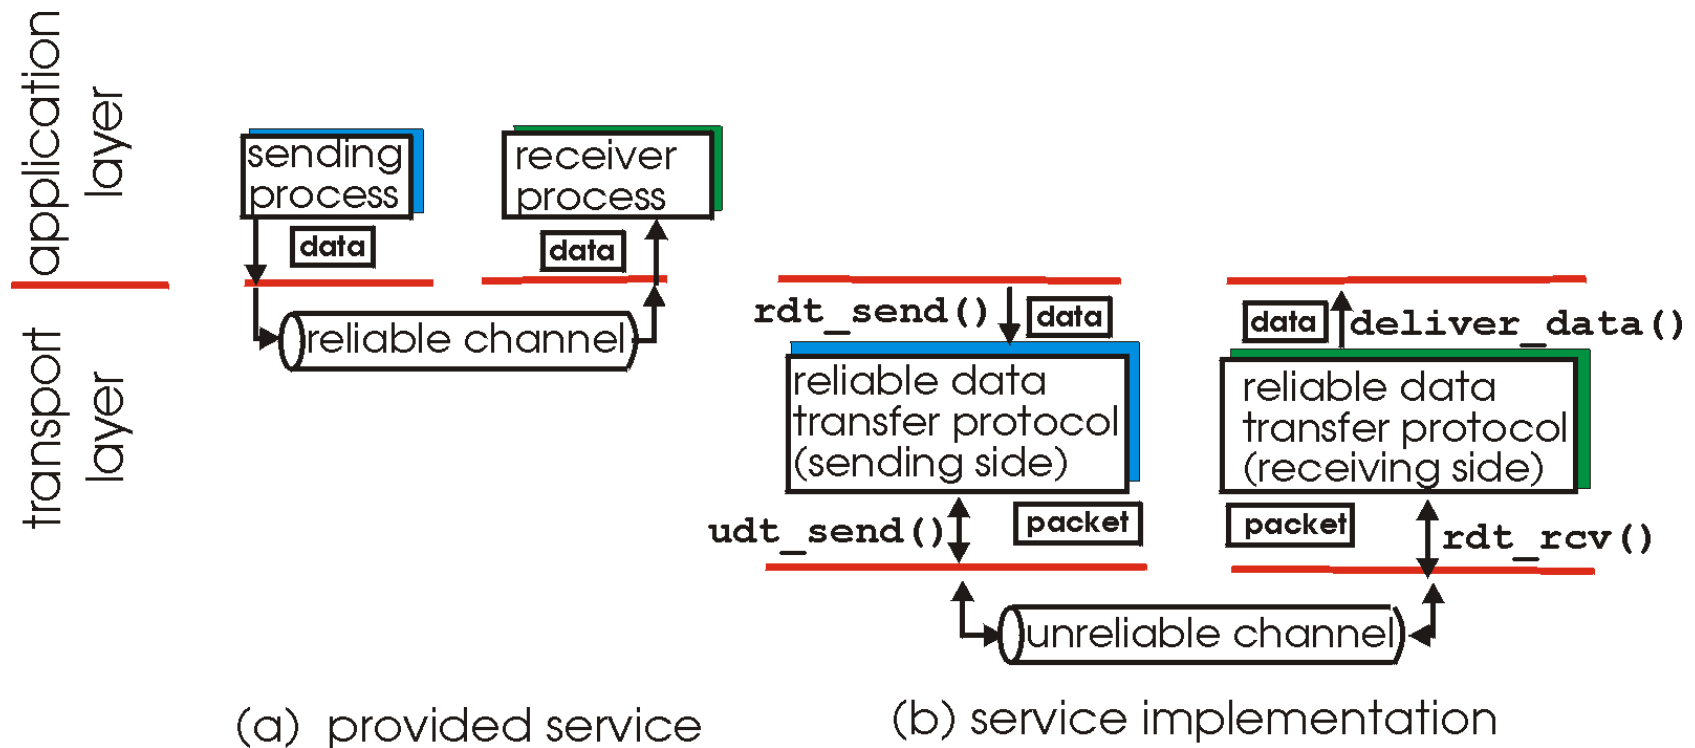 application
layer
transport
layer
sending
process
receiver
process
data
data
reliable channel
(a) provided service
rdt_send()
data
data
deliver_data()
reliable data
transfer protocol
(sending side)
reliable data
transfer protocol
(receiving side)
udt_send()
packet
packet
rdt_rcv()
unreliable channel
(b) service implementation